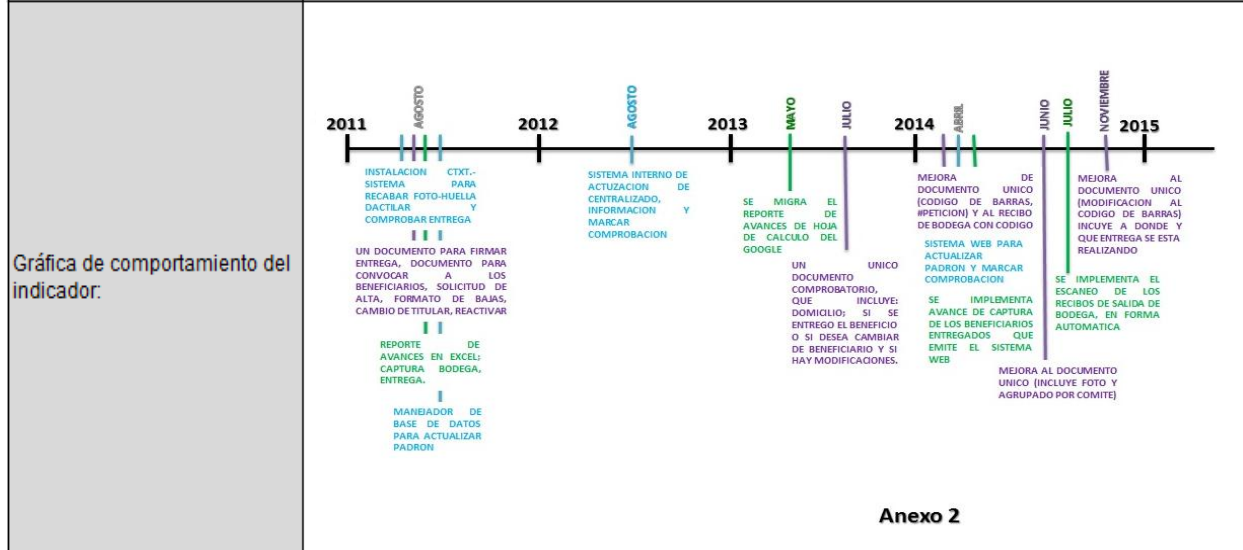 Gráfica de comportamiento del
indicador:
2011
AGOSTO
2012
AGOSTO
2013
MAYO
JULIO
2014
ABRIL
JUNIO
JULIO
NOVIEMBRE
2015
INSTALACION CTXT.-
SISTEMA PARA
RECABAR FOTO-HUELLA
DACTILAR Y
COMPROBAR ENTREGA
UN DOCUMENTO PARA FIRMAR
ENTREGA, DOCUMENTO PARA
CONVOCAR A LOS
BENEFICIARIOS, SOLICITUD DE
ALTA, FORMATO DE BAJAS,
CAMBIO DE TITULAR, REACTIVAR
REPORTE DE
AVANCES EN EXCEL;
CAPTURA BODEGA,
ENTREGA.
MANEJADOR DE
BASE DE DATOS
PARA ACTUALIZAR
PADRON
SISTEMA INTERNO DE
ACTUZACION DE
CENTRALIZADO,
INFORMACION Y
MARCAR
COMPROBACION
SE MIGRA EL
REPORTE DE
AVANCES DE HOJA
DE CALCULO DEL
GOOGLE
UN UNICO
DOCUMENTO
COMPROBATORIO,
QUE INCLUYE:
DOMICILIO; SI SE
ENTREGO EL BENEFICIO
O SI DESEA CAMBIAR
DE BENEFICIARIO Y SI
HAY MODIFICACIONES.
MEJORA DE
DOCUMENTO UNICO
(CODIGO DE BARRAS,
#PETICION) Y AL RECIBO
DE BODEGA CON CODIGO
SISTEMA WEB PARA
ACTUALIZAR
PADRON Y MARCAR
COMPROBACION
SE IMPLEMENTA
AVANCE DE CAPTURA
DE LOS BENEFICIARIOS
ENTREGADOS QUE
EMITE EL SISTEMA
WEB
MEJORA AL DOCUMENTO
UNICO (INCLUYE FOTO Y
AGRUPADO POR COMITE)
SE IMPLEMENTA EL
ESCANEO DE LOS
RECIBOS DE SALIDA DE
BODEGA, EN FORMA
AUTOMATICA
MEJORA AL
DOCUMENTO UNICO
(MODIFICACION AL
CODIGO DE BARRAS)
INCUYE A DONDE Y
QUE ENTREGA SE ESTA
REALIZANDO
Anexo 2